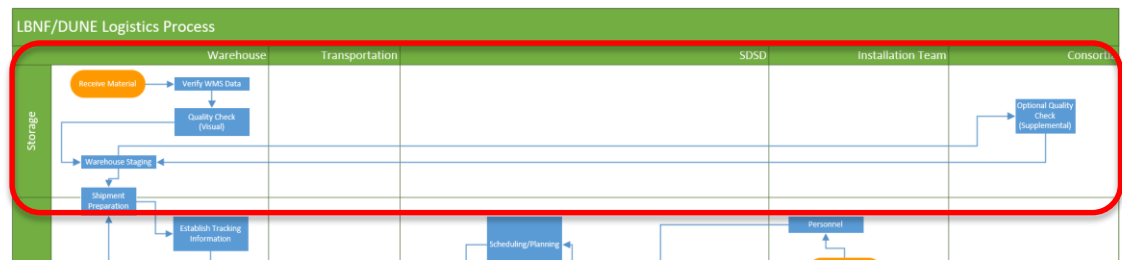 LBNF/DUNE Logistics Process
Warehouse
Transportation
SDSD
Installation Team
Consortia
Storage
Receive Material
Verify WMS Data
Quality Check
(Visual)
Optional Quality
Check
(Supplemental)
Warehouse Staging
Shipment
Preparation
Establish Tracking
Information
Scheduling/Planning
Personnel